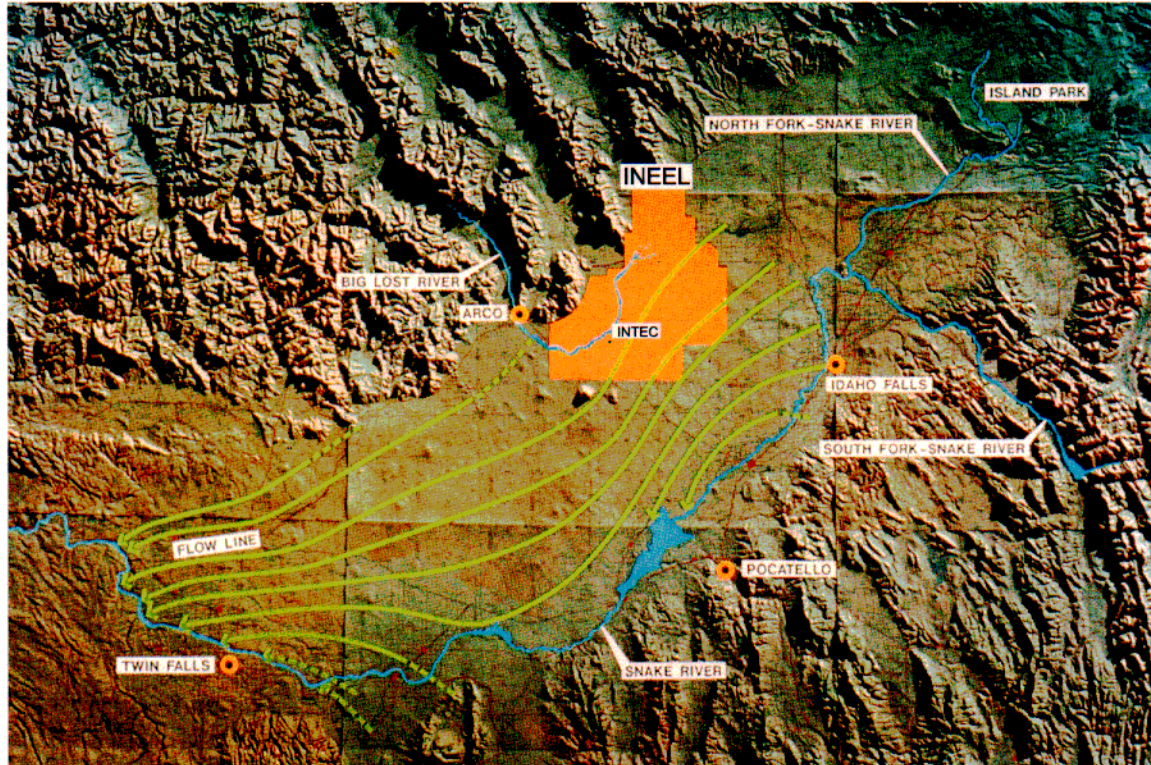 ISLAND PARK
NORTH FORK-SNAKE RIVER
INEEL
BIG LOST RIVER
ARCO
INTEC
IDAHO FALLS
SOUTH FORK-SNAKE RIVER
FLOW LINE
POCATELLO
TWIN FALLS
SNAKE RIVER